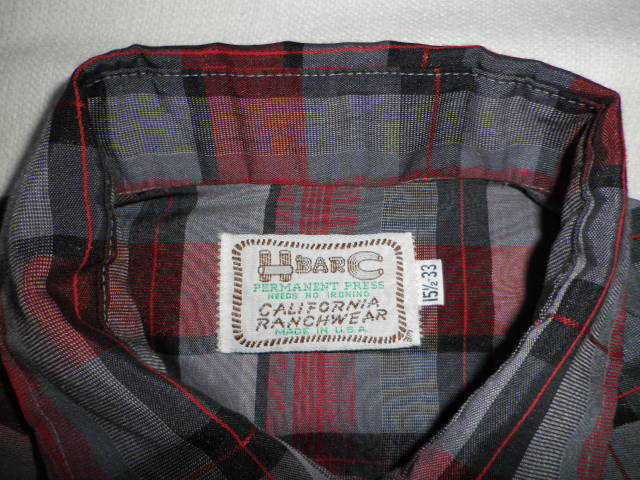 H BAR C
PERMANENT PRESS
NEEDS NO IRONING
CALIFORNIA
RANCHWEAR
MADE IN U.S.A.
15½ 33